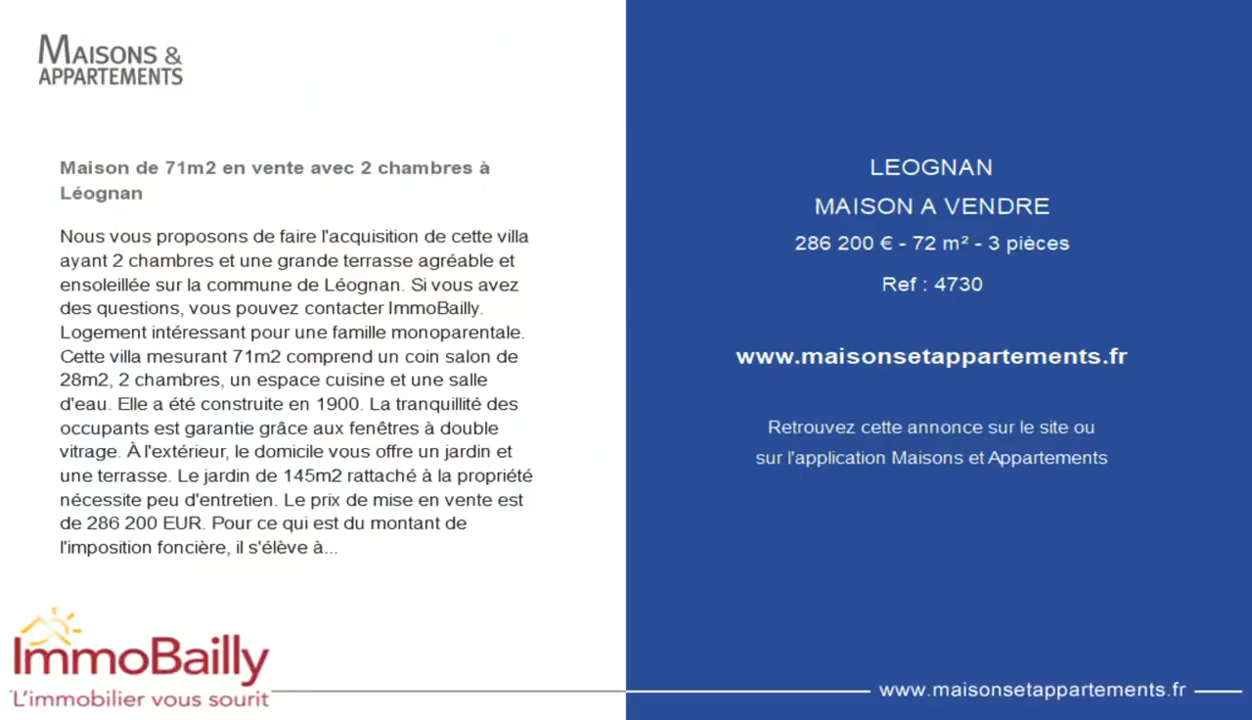 MAISONS &
APPARTEMENTS
Maison de 71m2 en vente avec 2 chambres à
Léognan
Nous vous proposons de faire l'acquisition de cette villa
ayant 2 chambres et une grande terrasse agréable et
ensoleillée sur la commune de Léognan. Si vous avez
des questions, vous pouvez contacter ImmoBailly.
Logement intéressant pour une famille monoparentale.
Cette villa mesurant 71m2 comprend un coin salon de
28m2, 2 chambres, un espace cuisine et une salle
d'eau. Elle a été construite en 1900. La tranquillité des
occupants est garantie grâce aux fenêtres à double
vitrage. À l'extérieur, le domicile vous offre un jardin et
une terrasse. Le jardin de 145m2 rattaché à la propriété
nécessite peu d'entretien. Le prix de mise en vente est
de 286 200 EUR. Pour ce qui est du montant de
l'imposition foncière, il s'élève à...
ImmoBailly
L'immobilier vous sourit
LEOGNAN
MAISON A VENDRE
286 200 € - 72 m² - 3 pièces
Ref : 4730
www.maisonsetappartements.fr
Retrouvez cette annonce sur le site ou
sur l'application Maisons et Appartements
www.maisonsetappartements.fr